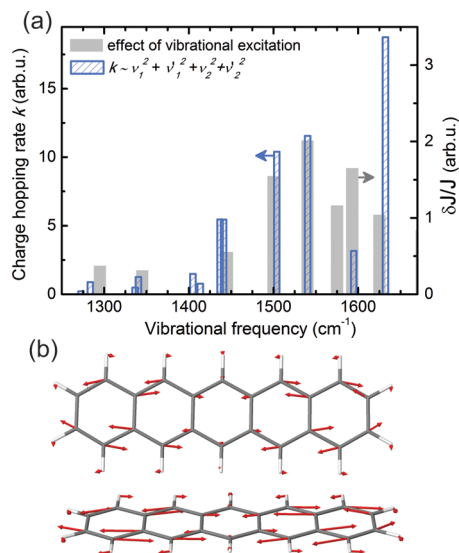 (a)
effect of vibrational excitation
k ~ ν₁² + ν'₁² + ν₂² + ν'₂²
Charge hopping rate k (arb.u.)
15
10
5
0
δJ/J (arb.u.)
3
2
1
0
1300 1400 1500 1600
Vibrational frequency (cm⁻¹)
(b)